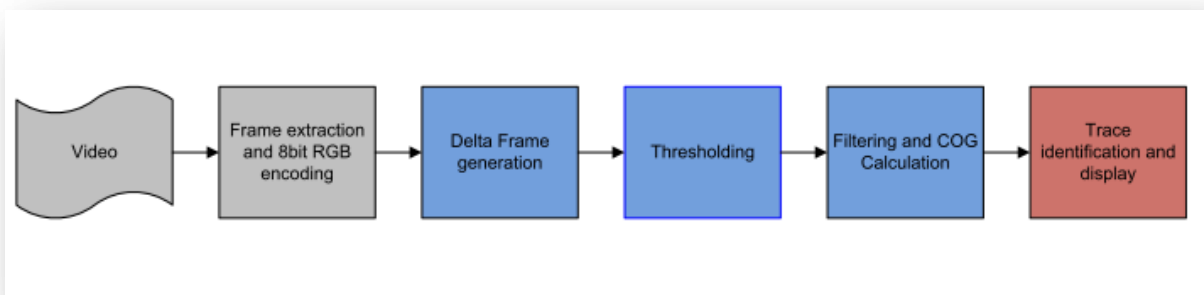 Video
Frame extraction
and 8bit RGB
encoding
Delta Frame
generation
Thresholding
Filtering and COG
Calculation
Trace
identification and
display